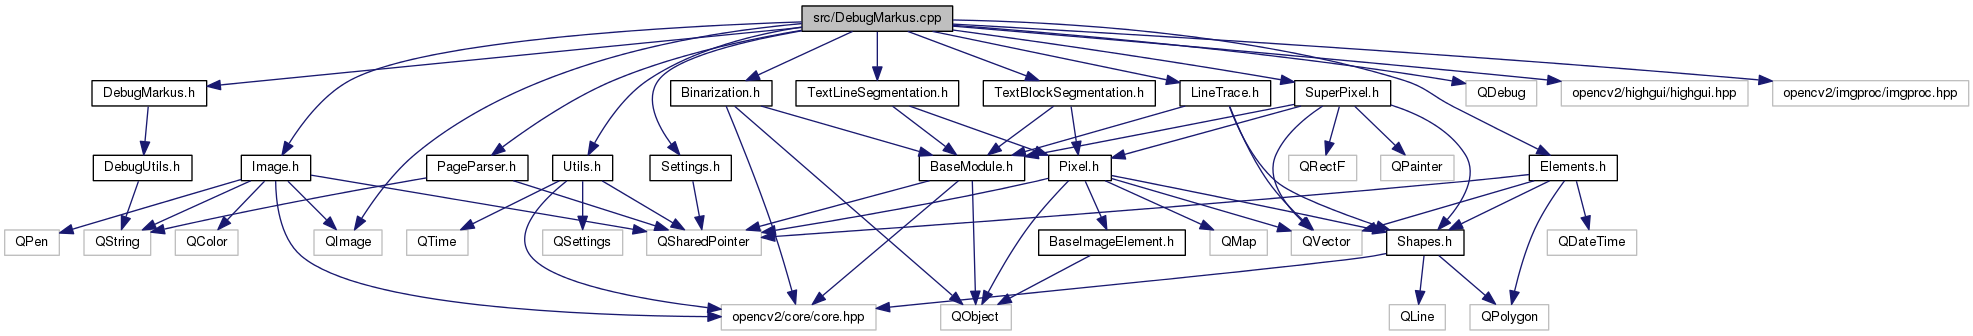 src/DebugMarkus.cpp
DebugMarkus.h
Binarization.h
TextLineSegmentation.h
TextBlockSegmentation.h
LineTrace.h
SuperPixel.h
QDebug
opencv2/highgui/highgui.hpp
opencv2/imgproc/imgproc.hpp
DebugUtils.h
Image.h
PageParser.h
Utils.h
Settings.h
BaseModule.h
Pixel.h
QRectF
QPainter
Elements.h
QPen
QString
QColor
QImage
QTime
QSettings
QSharedPointer
BaseImageElement.h
QMap
QVector
Shapes.h
QDateTime
opencv2/core/core.hpp
QObject
QLine
QPolygon